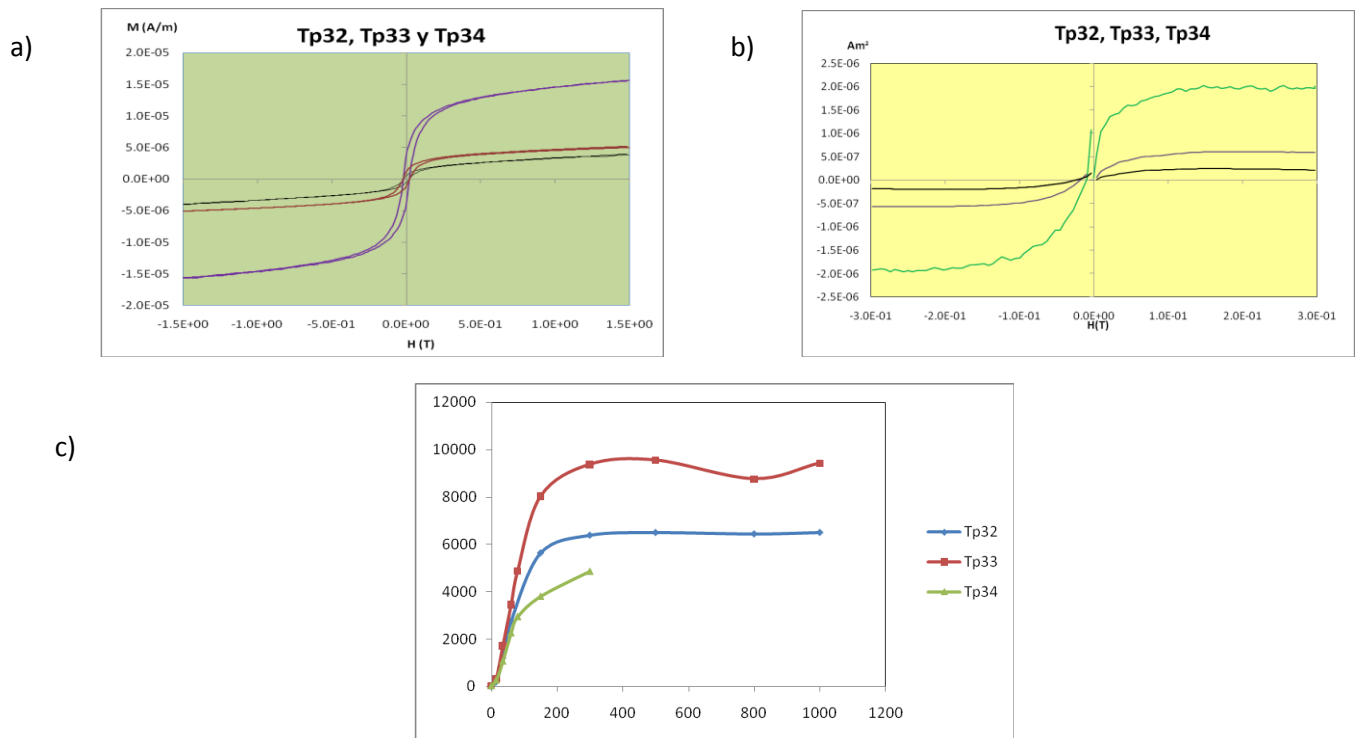 a)
M (A/m)
Tp32, Tp33 y Tp34
2.0E-05
1.5E-05
1.0E-05
5.0E-06
0.0E+00
-5.0E-06
-1.0E-05
-1.5E-05
-2.0E-05
-1.5E+00 -1.0E+00 -5.0E-01 0.0E+00 5.0E-01 1.0E+00 1.5E+00
H (T)
b)
Am²
Tp32, Tp33, Tp34
2.5E-06
2.0E-06
1.5E-06
1.0E-06
5.0E-07
0.0E+00
-5.0E-07
-1.0E-06
-1.5E-06
-2.0E-06
-2.5E-06
-3.0E-01 -2.0E-01 -1.0E-01 0.0E+00 1.0E-01 2.0E-01 3.0E-01
H(T)
c)
12000
10000
8000
6000
4000
2000
0
0 200 400 600 800 1000 1200
Tp32
Tp33
Tp34